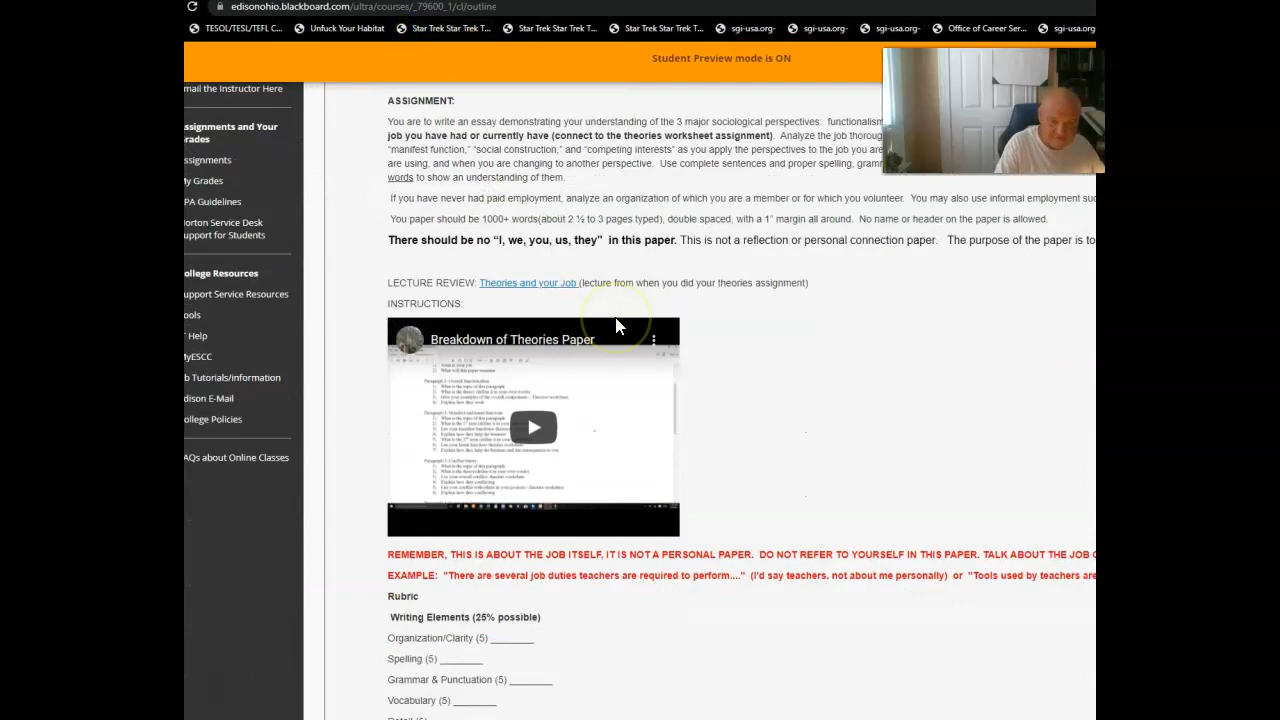 edisonohio.blackboard.com/ultra/courses/_79600_1/cl/outline
TESOL/TESL/TEFL C... Unfuck Your Habitat Star Trek Star Trek T... Star Trek Star Trek T... Star Trek Star Trek T... sgi-usa.org- sgi-usa.org- sgi-usa.org- Office of Career Ser... sgi-usa.org
Student Preview mode is ON
mail the Instructor Here
ssignments and Your
rades
ssignments
y Grades
PA Guidelines
orton Service Desk
upport for Students
ollege Resources
upport Service Resources
ools
Help
MyESCC
b Tutorials/information
dison E-Mail
ollege Policies
AQs about Online Classes
ASSIGNMENT:
You are to write an essay demonstrating your understanding of the 3 major sociological perspectives: functionalism
job you have had or currently have (connect to the theories worksheet assignment). Analyze the job thorough
"manifest function," "social construction," and "competing interests" as you apply the perspectives to the job you are
are using, and when you are changing to another perspective. Use complete sentences and proper spelling, gramm
words to show an understanding of them.
If you have never had paid employment, analyze an organization of which you are a member or for which you volunteer. You may also use informal employment suc
You paper should be 1000+ words(about 2 ½ to 3 pages typed), double spaced, with a 1" margin all around. No name or header on the paper is allowed.
There should be no "I, we, you, us, they" in this paper. This is not a reflection or personal connection paper. The purpose of the paper is to
LECTURE REVIEW: Theories and your Job (lecture from when you did your theories assignment)
INSTRUCTIONS:
Breakdown of Theories Paper
REMEMBER, THIS IS ABOUT THE JOB ITSELF, IT IS NOT A PERSONAL PAPER. DO NOT REFER TO YOURSELF IN THIS PAPER. TALK ABOUT THE JOB
EXAMPLE: "There are several job duties teachers are required to perform...." (I'd say teachers, not about me personally) or "Tools used by teachers are
Rubric
Writing Elements (25% possible)
Organization/Clarity (5) ________
Spelling (5) ________
Grammar & Punctuation (5) ________
Vocabulary (5) ________